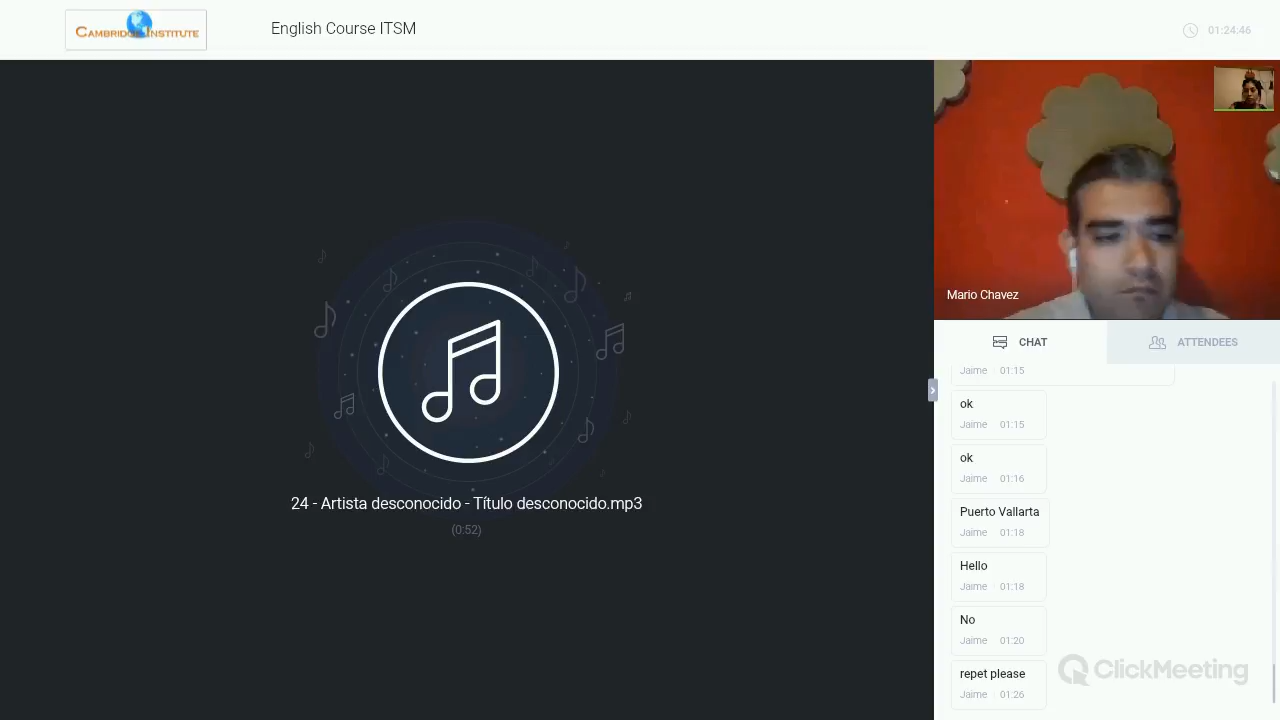 CAMBRIDGE INSTITUTE
English Course ITSM
01:24:46
Mario Chavez
24 - Artista desconocido - Título desconocido.mp3
(0:52)
CHAT
ATTENDEES
Jaime 01:15
ok
Jaime 01:15
ok
Jaime 01:16
Puerto Vallarta
Jaime 01:18
Hello
Jaime 01:18
No
Jaime 01:20
repet please
Jaime 01:26
ClickMeeting